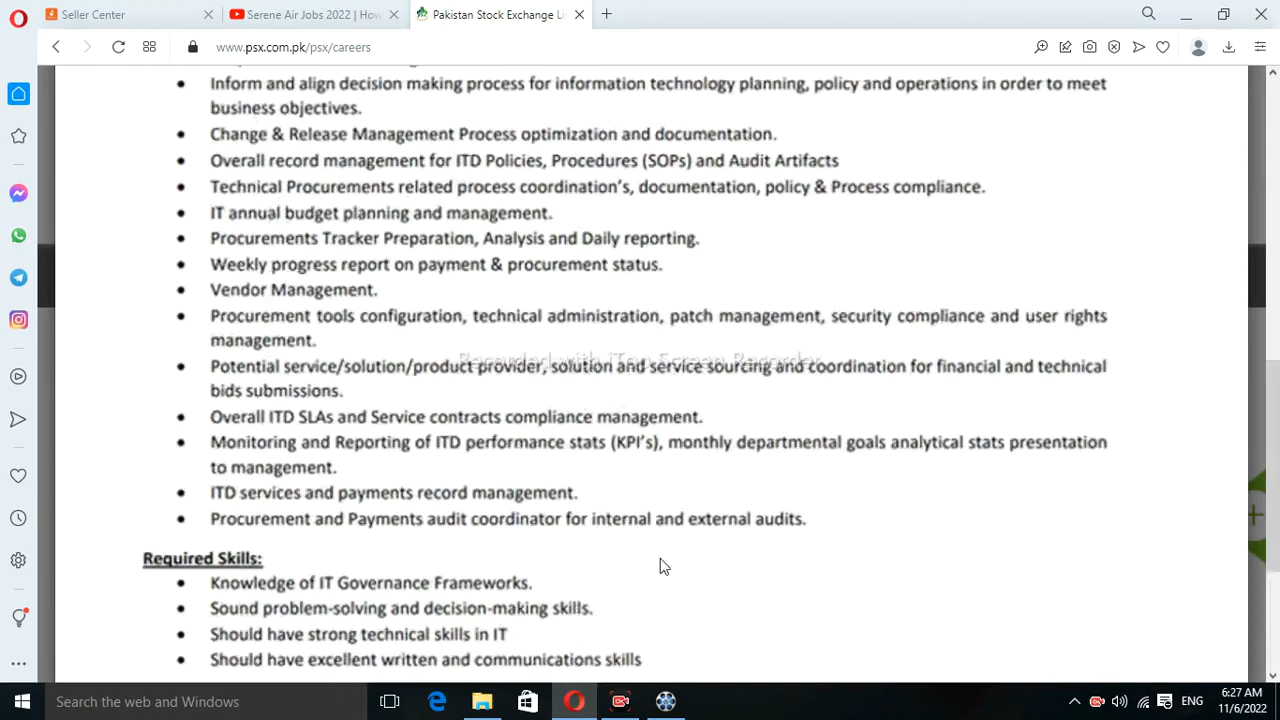 Seller Center
Serene Air Jobs 2022 | How
Pakistan Stock Exchange Li
www.psx.com.pk/psx/careers
Inform and align decision making process for information technology planning, policy and operations in order to meet
business objectives.
Change & Release Management Process optimization and documentation.
Overall record management for ITD Policies, Procedures (SOPs) and Audit Artifacts
Technical Procurements related process coordination's, documentation, policy & Process compliance.
IT annual budget planning and management.
Procurements Tracker Preparation, Analysis and Daily reporting.
Weekly progress report on payment & procurement status.
Vendor Management.
Procurement tools configuration, technical administration, patch management, security compliance and user rights
management.
Recorded with iTop Screen Recorder
Potential service/solution/product provider, solution and service sourcing and coordination for financial and technical
bids submissions.
Overall ITD SLAs and Service contracts compliance management.
Monitoring and Reporting of ITD performance stats (KPI's), monthly departmental goals analytical stats presentation
to management.
ITD services and payments record management.
Procurement and Payments audit coordinator for internal and external audits.
Required Skills:
Knowledge of IT Governance Frameworks.
Sound problem-solving and decision-making skills.
Should have strong technical skills in IT
Should have excellent written and communications skills
Search the web and Windows
ENG
6:27 AM
11/6/2022